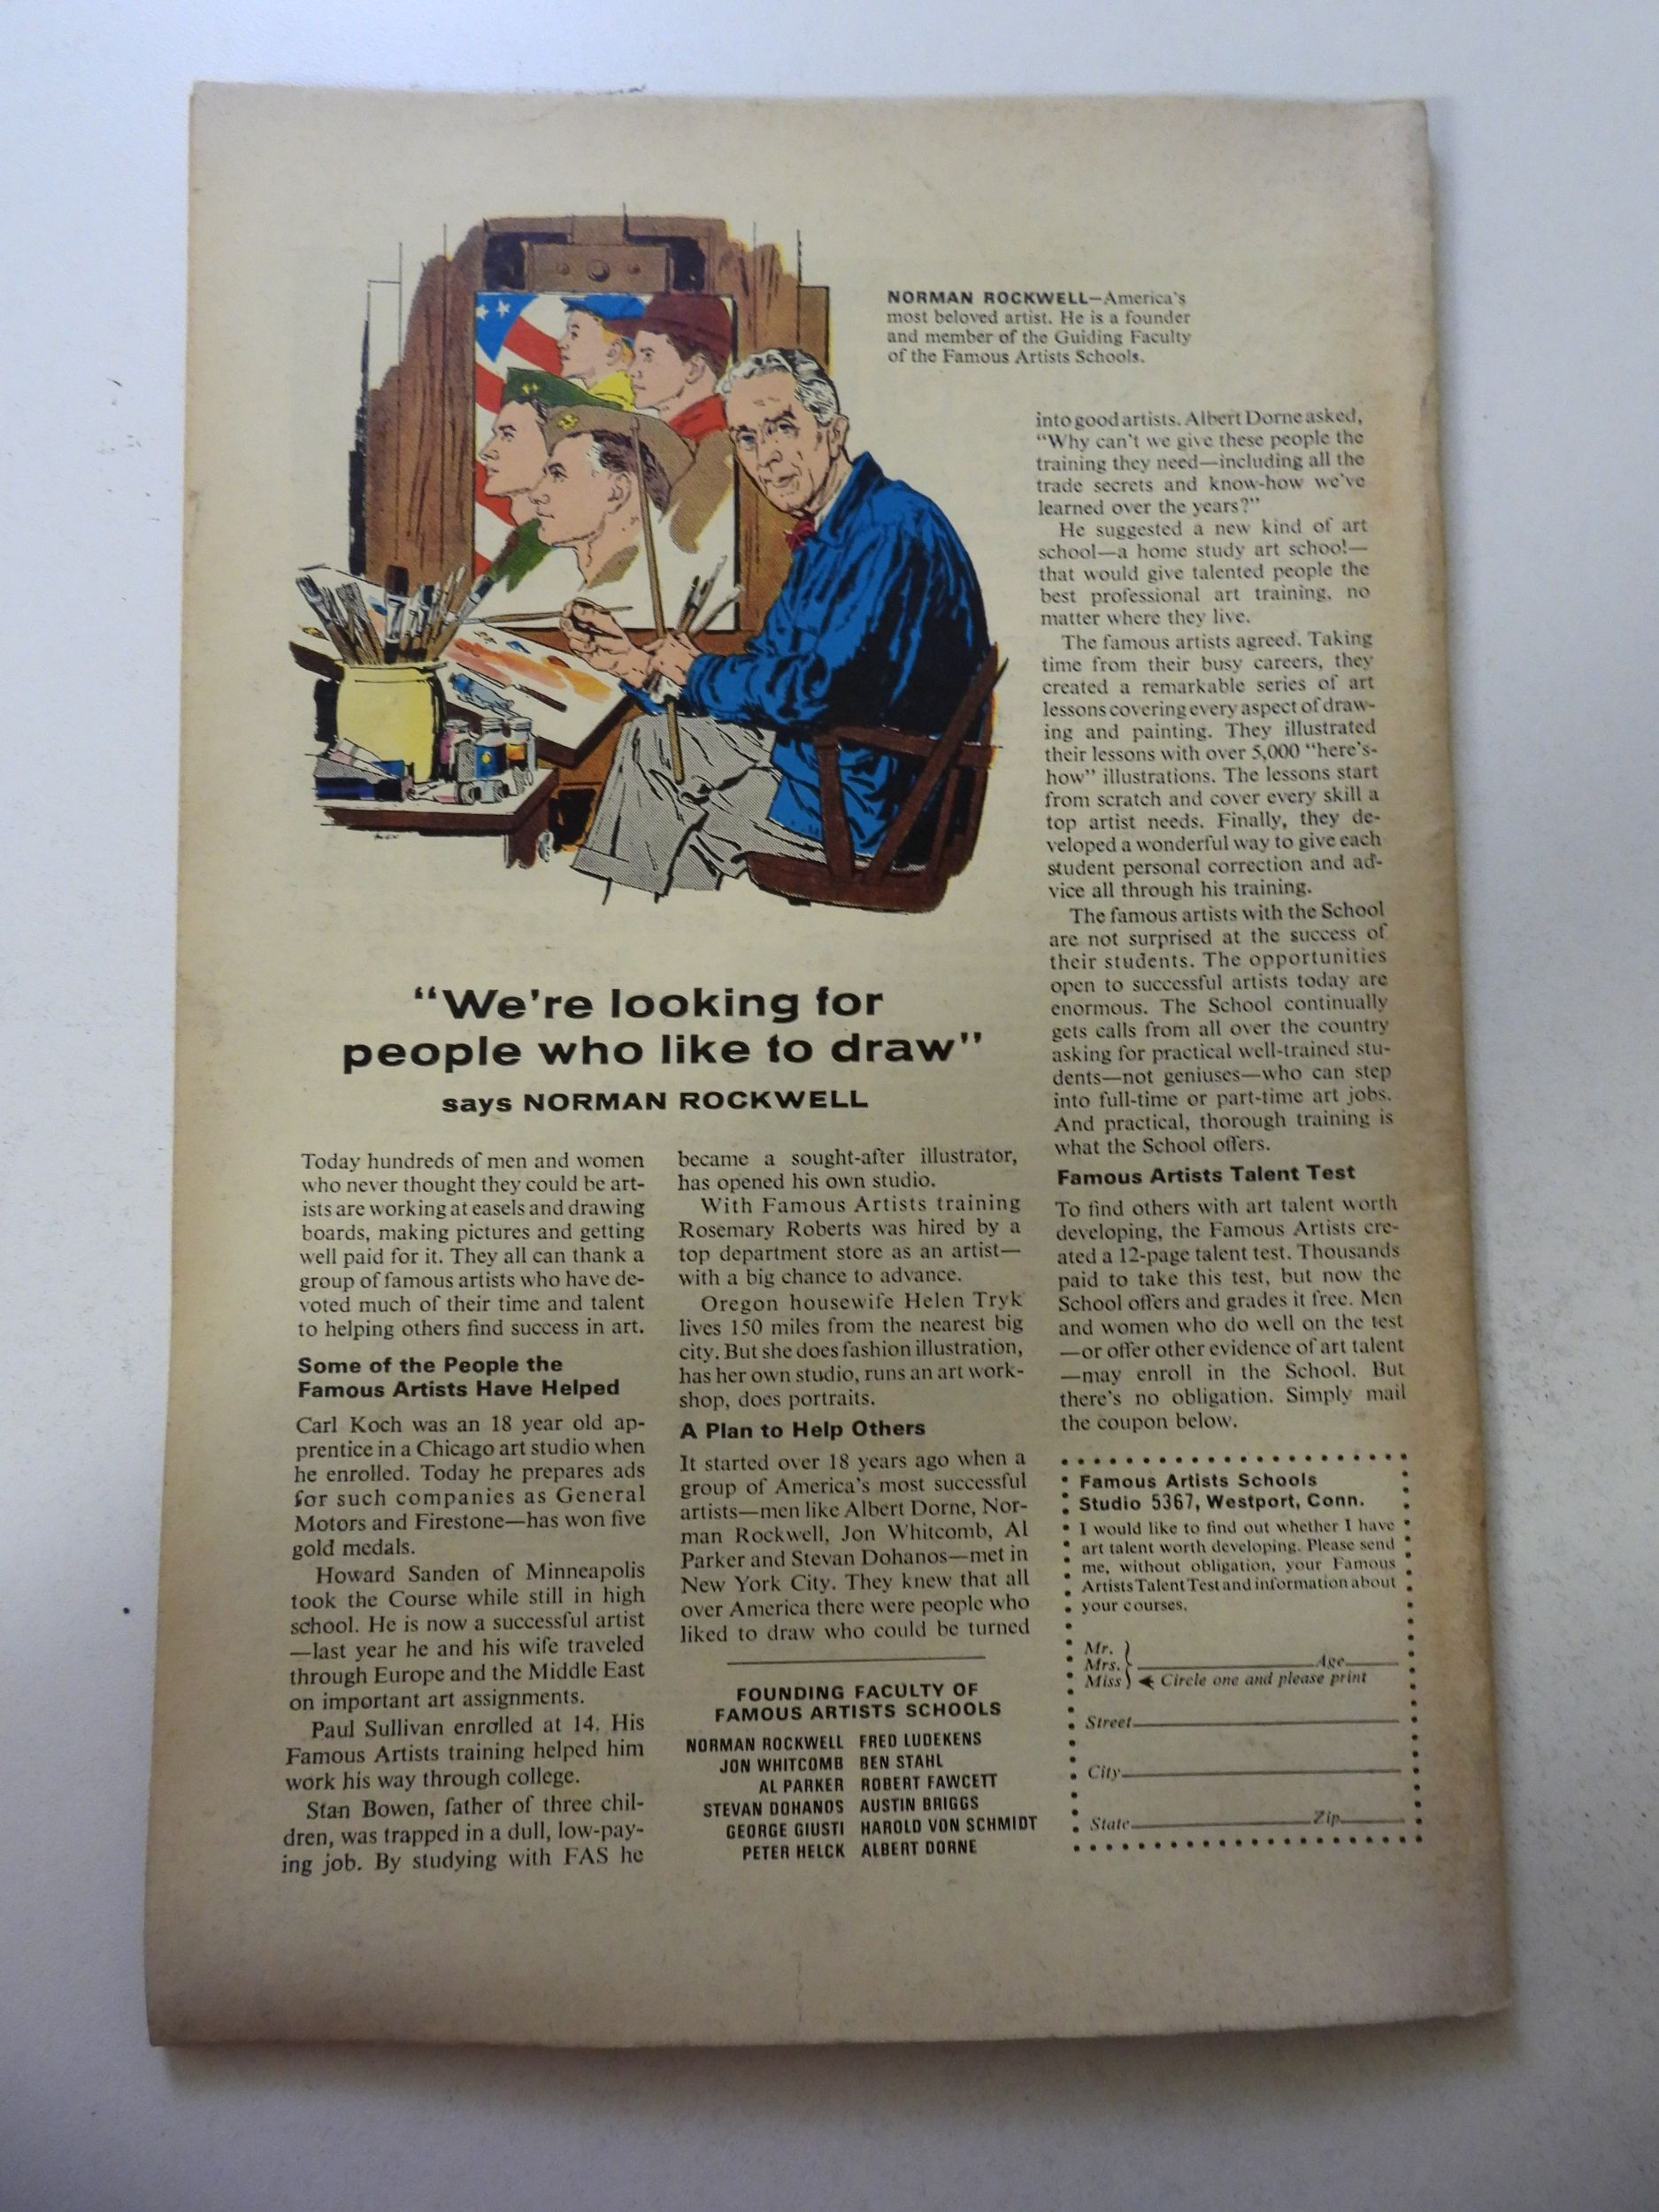 NORMAN ROCKWELL—America's
most beloved artist. He is a founder
and member of the Guiding Faculty
of the Famous Artists Schools.
"We're looking for
people who like to draw"
says NORMAN ROCKWELL
Today hundreds of men and women
who never thought they could be art-
ists are working at easels and drawing
boards, making pictures and getting
well paid for it. They all can thank a
group of famous artists who have de-
voted much of their time and talent
to helping others find success in art.
Some of the People the
Famous Artists Have Helped
Carl Koch was an 18 year old ap-
prentice in a Chicago art studio when
he enrolled. Today he prepares ads
for such companies as General
Motors and Firestone—has won five
gold medals.
Howard Sanden of Minneapolis
took the Course while still in high
school. He is now a successful artist
—last year he and his wife traveled
through Europe and the Middle East
on important art assignments.
Paul Sullivan enrolled at 14. His
Famous Artists training helped him
work his way through college.
Stan Bowen, father of three chil-
dren, was trapped in a dull, low-pay-
ing job. By studying with FAS he
became a sought-after illustrator,
has opened his own studio.
With Famous Artists training
Rosemary Roberts was hired by a
top department store as an artist—
with a big chance to advance.
Oregon housewife Helen Tryk
lives 150 miles from the nearest big
city. But she does fashion illustration,
has her own studio, runs an art work-
shop, does portraits.
A Plan to Help Others
It started over 18 years ago when a
group of America's most successful
artists—men like Albert Dorne, Nor-
man Rockwell, Jon Whitcomb, Al
Parker and Stevan Dohanos—met in
New York City. They knew that all
over America there were people who
liked to draw who could be turned
FOUNDING FACULTY OF
FAMOUS ARTISTS SCHOOLS
NORMAN ROCKWELL FRED LUDEKENS
JON WHITCOMB BEN STAHL
AL PARKER ROBERT FAWCETT
STEVAN DOHANOS AUSTIN BRIGGS
GEORGE GIUSTI HAROLD VON SCHMIDT
PETER HELCK ALBERT DORNE
into good artists. Albert Dorne asked,
"Why can't we give these people the
training they need—including all the
trade secrets and know-how we've
learned over the years?"
He suggested a new kind of art
school—a home study art school—
that would give talented people the
best professional art training, no
matter where they live.
The famous artists agreed. Taking
time from their busy careers, they
created a remarkable series of art
lessons covering every aspect of draw-
ing and painting. They illustrated
their lessons with over 5,000 "here's-
how" illustrations. The lessons start
from scratch and cover every skill a
top artist needs. Finally, they de-
veloped a wonderful way to give each
student personal correction and ad-
vice all through his training.
The famous artists with the School
are not surprised at the success of
their students. The opportunities
open to successful artists today are
enormous. The School continually
gets calls from all over the country
asking for practical well-trained stu-
dents—not geniuses—who can step
into full-time or part-time art jobs.
And practical, thorough training is
what the School offers.
Famous Artists Talent Test
To find others with art talent worth
developing, the Famous Artists cre-
ated a 12-page talent test. Thousands
paid to take this test, but now the
School offers and grades it free. Men
and women who do well on the test
—or offer other evidence of art talent
—may enroll in the School. But
there's no obligation. Simply mail
the coupon below.
Famous Artists Schools
Studio 5367, Westport, Conn.
I would like to find out whether I have
art talent worth developing. Please send
me, without obligation, your Famous
Artists Talent Test and information about
your courses.
Mr.
Mrs. Age
Miss Circle one and please print
Street
City
State Zip